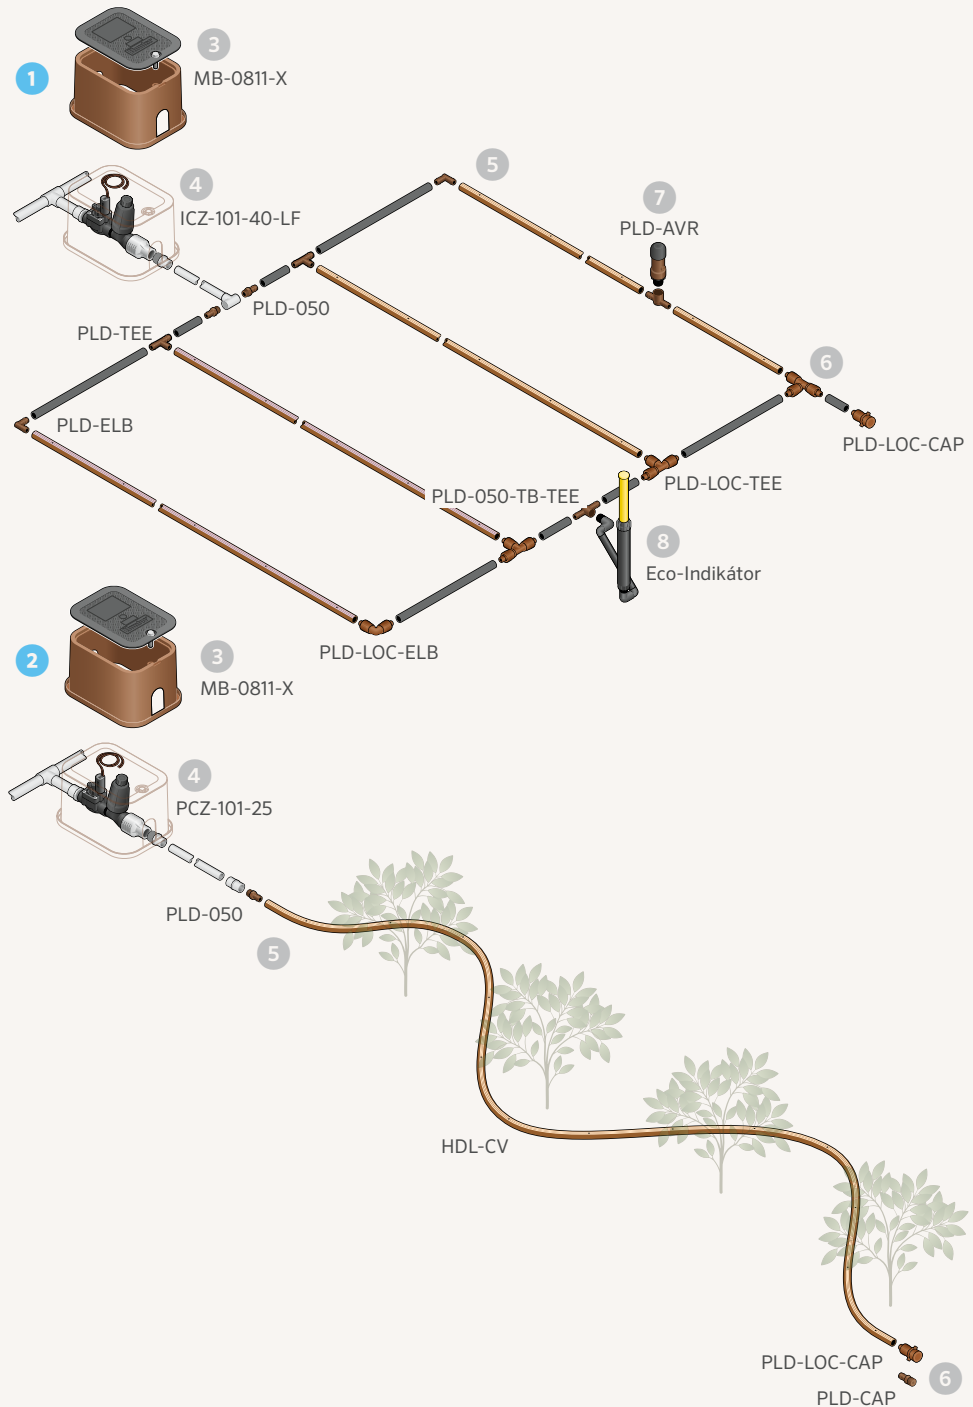 1
3
MB-0811-X
4
ICZ-101-40-LF
5
7
PLD-AVR
PLD-050
PLD-TEE
6
PLD-ELB
PLD-LOC-CAP
PLD-050-TB-TEE
PLD-LOC-TEE
8
Eco-Indikátor
PLD-LOC-ELB
2
3
MB-0811-X
4
PCZ-101-25
PLD-050
5
HDL-CV
PLD-LOC-CAP
6
PLD-CAP